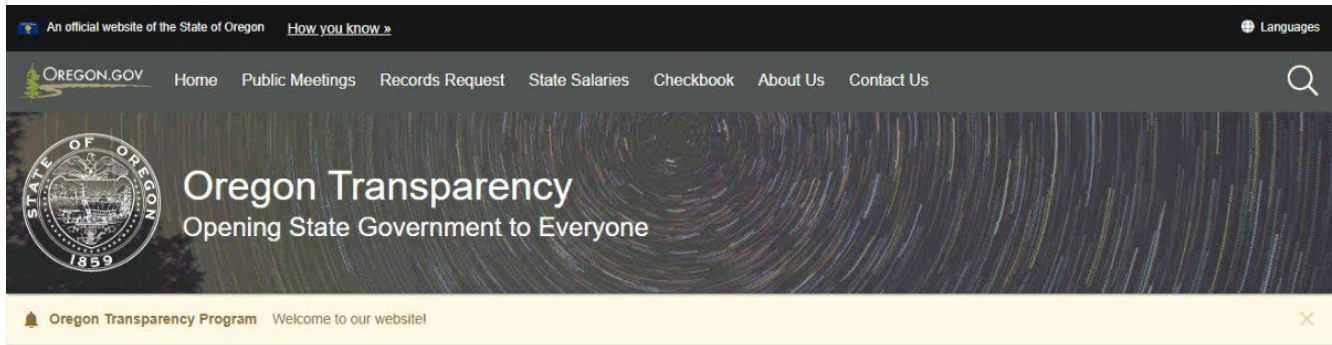 An official website of the State of Oregon How you know »
Languages
OREGON.GOV Home Public Meetings Records Request State Salaries Checkbook About Us Contact Us
STATE OF OREGON
1859
Oregon Transparency
Opening State Government to Everyone
Oregon Transparency Program Welcome to our website!